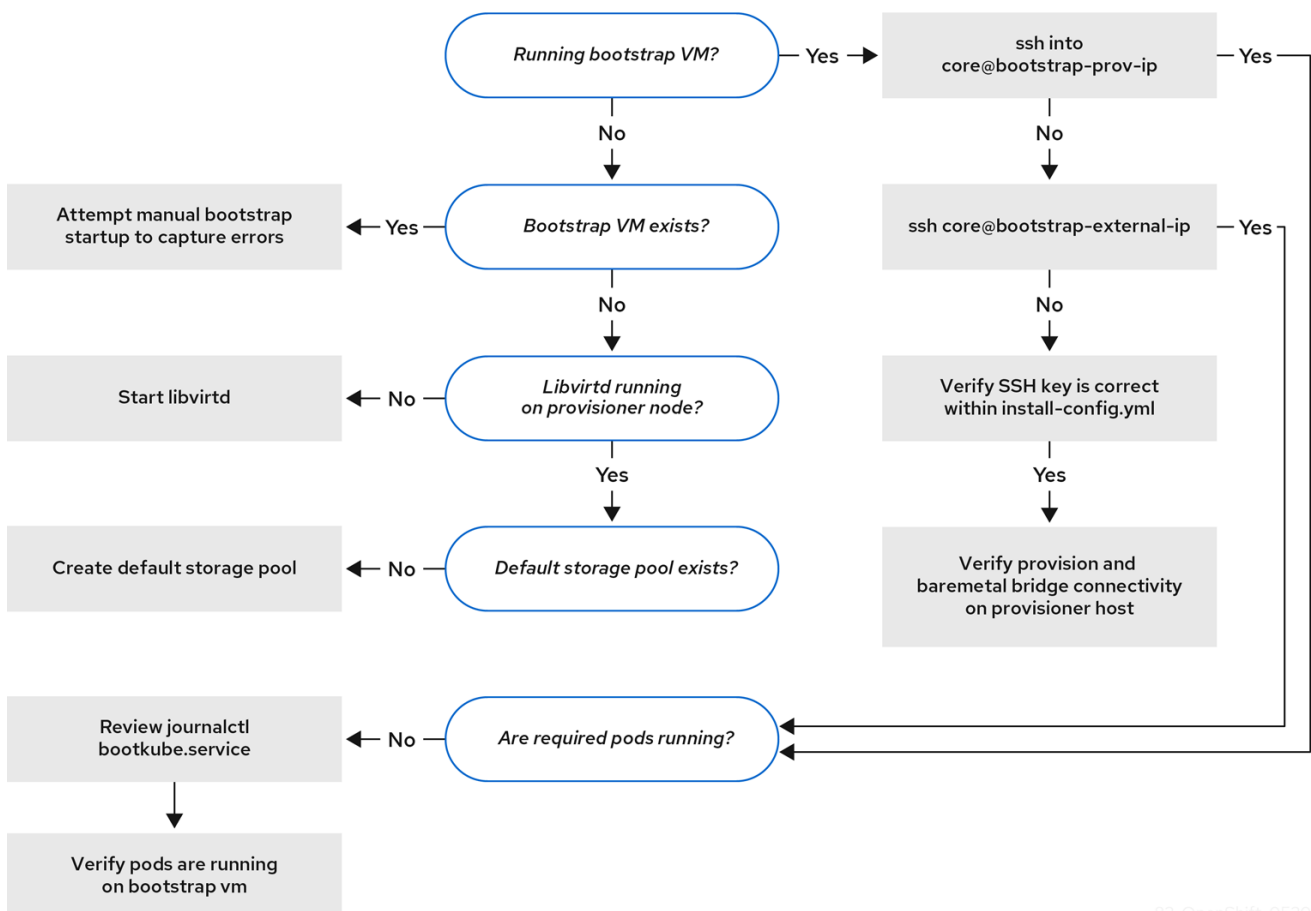 Running bootstrap VM?
Yes
ssh into
core@bootstrap-prov-ip
Yes
No
No
Attempt manual bootstrap
startup to capture errors
Yes
Bootstrap VM exists?
ssh core@bootstrap-external-ip
Yes
No
No
Start libvirtd
No
Libvirtd running
on provisioner node?
Verify SSH key is correct
within install-config.yml
Yes
Yes
Create default storage pool
No
Default storage pool exists?
Verify provision and
baremetal bridge connectivity
on provisioner host
Review journalctl
bootkube.service
No
Are required pods running?
Verify pods are running
on bootstrap vm